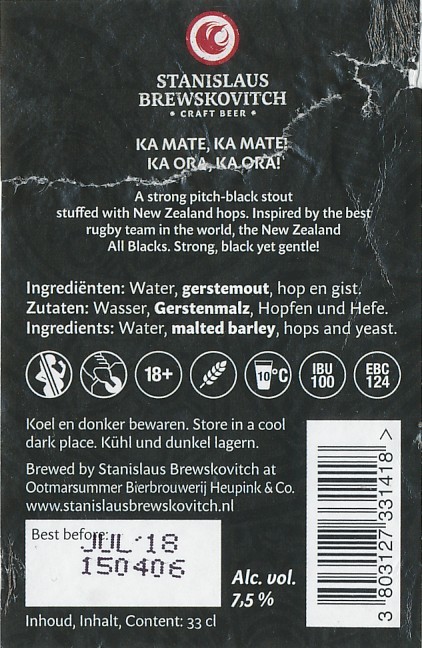 STANISLAUS
BREWSKOVITCH
• CRAFT BEER •
KA MATE, KA MATE!
KA ORA, KA ORA!
A strong pitch-black stout
stuffed with New Zealand hops. Inspired by the best
rugby team in the world, the New Zealand
All Blacks. Strong, black yet gentle!
Ingrediënten: Water, gerstemout, hop en gist.
Zutaten: Wasser, Gerstenmalz, Hopfen und Hefe.
Ingredients: Water, malted barley, hops and yeast.
18+
10°C
IBU
100
EBC
124
Koel en donker bewaren. Store in a cool
dark place. Kühl und dunkel lagern.
Brewed by Stanislaus Brewskovitch at
Ootmarsummer Bierbrouwerij Heupink & Co.
www.stanislausbrewskovitch.nl
Best before:
JUL '18
150406
Alc. vol.
7,5 %
Inhoud, Inhalt, Content: 33 cl
3 803127 331418 >